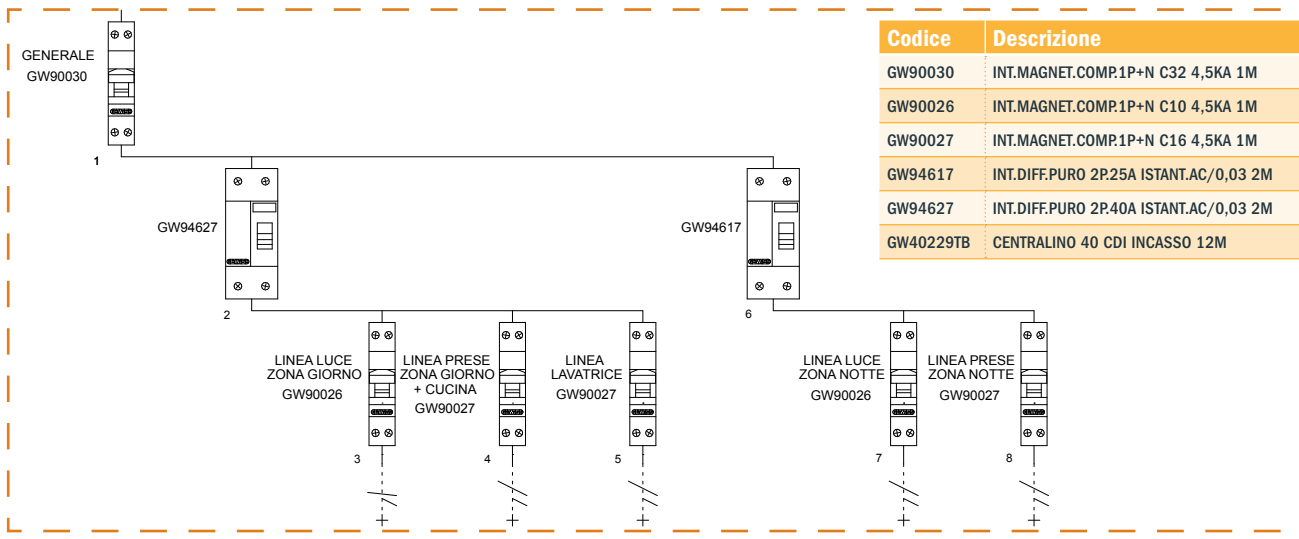 GENERALE
GW90030
1
GW94627
2
GW94617
6
LINEA LUCE
ZONA GIORNO
GW90026
3
LINEA PRESE
ZONA GIORNO
+ CUCINA
GW90027
4
LINEA
LAVATRICE
GW90027
5
LINEA LUCE
ZONA NOTTE
GW90026
7
LINEA PRESE
ZONA NOTTE
GW90027
8
Codice Descrizione
GW90030 INT.MAGNET.COMP.1P+N C32 4,5KA 1M
GW90026 INT.MAGNET.COMP.1P+N C10 4,5KA 1M
GW90027 INT.MAGNET.COMP.1P+N C16 4,5KA 1M
GW94617 INT.DIFF.PURO 2P.25A ISTANT.AC/0,03 2M
GW94627 INT.DIFF.PURO 2P.40A ISTANT.AC/0,03 2M
GW40229TB CENTRALINO 40 CDI INCASSO 12M